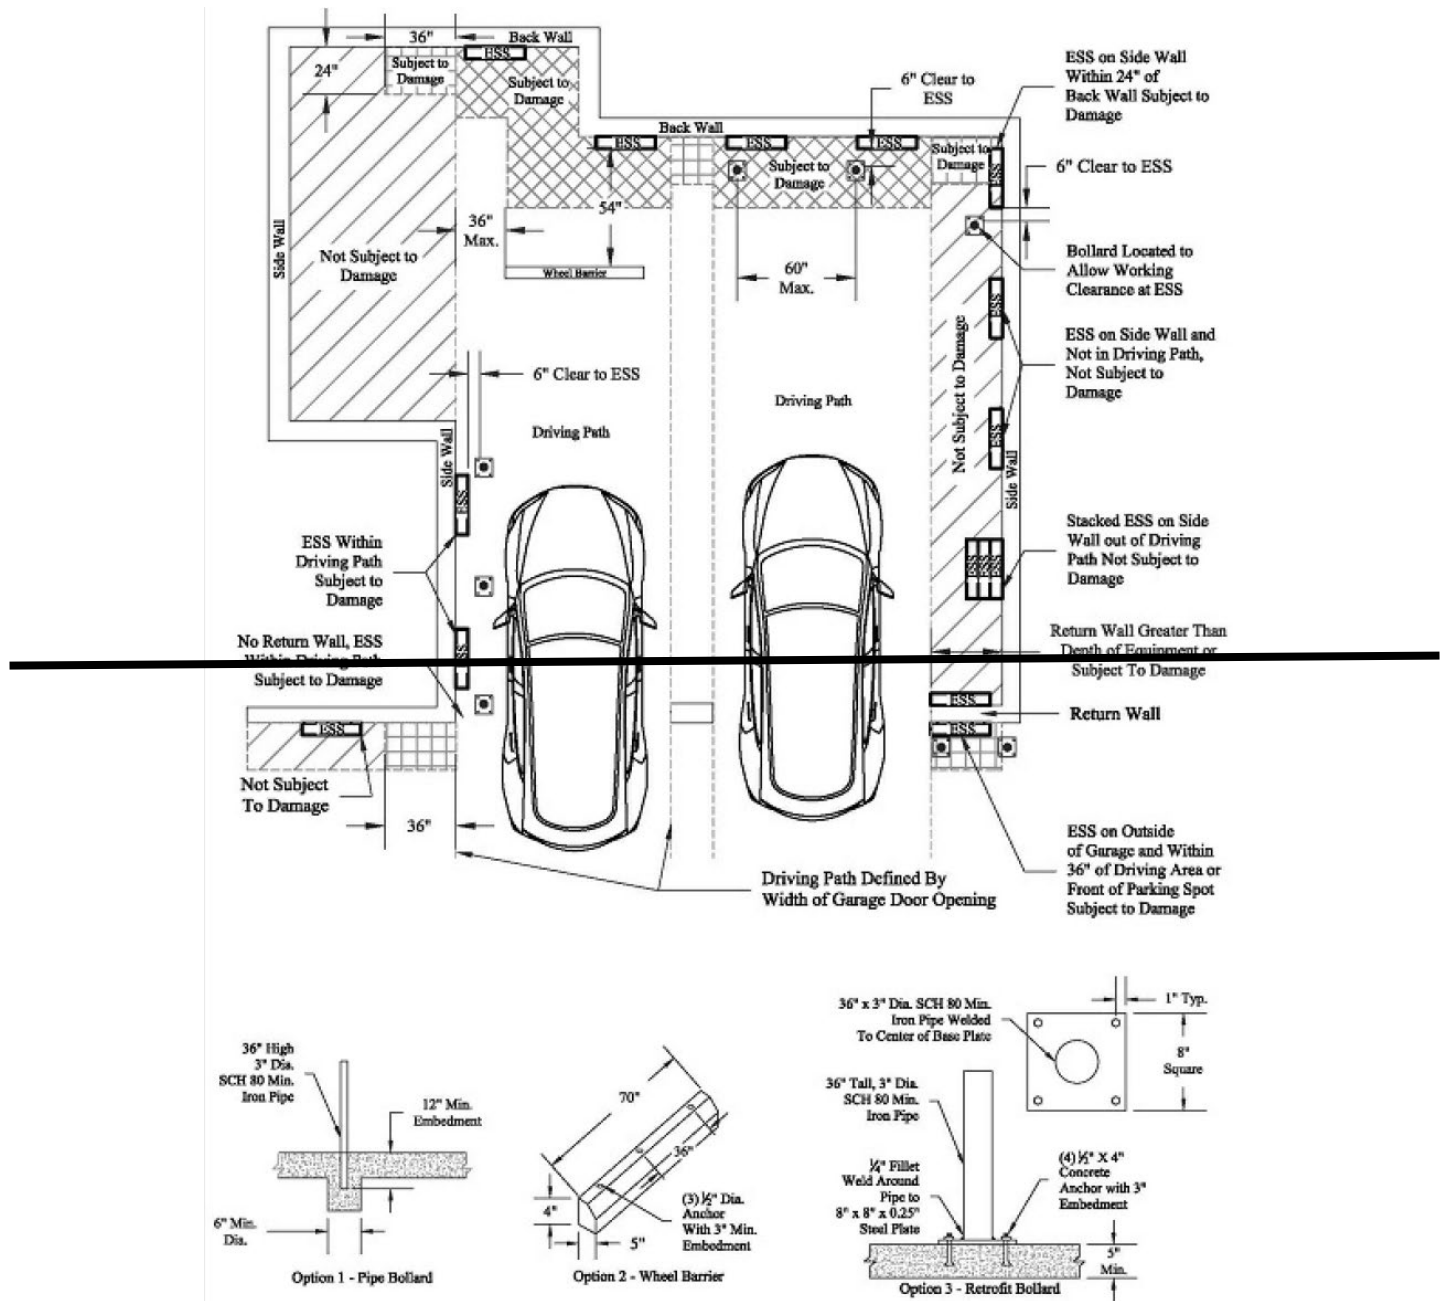 36"
Back Wall
ESS
24"
Subject to
Damage
Subject to
Damage
6" Clear to
ESS
ESS on Side Wall
Within 24" of
Back Wall Subject to
Damage
Back Wall
ESS
ESS
ESS
Subject to
Damage
Subject to
Damage
ESS
6" Clear to ESS
54"
36"
Max.
Side Wall
Not Subject to
Damage
Wheel Barrier
60"
Max.
Bollard Located to
Allow Working
Clearance at ESS
ESS
ESS on Side Wall and
Not in Driving Path,
Not Subject to
Damage
Not Subject to Damage
6" Clear to ESS
Driving Path
Driving Path
Side Wall
ESS
Side Wall
ESS
ESS Within
Driving Path
Subject to
Damage
Stacked ESS on Side
Wall out of Driving
Path Not Subject to
Damage
ESS
ESS
ESS
No Return Wall, ESS
Within Driving Path
Subject to Damage
ESS
Return Wall Greater Than
Depth of Equipment or
Subject To Damage
ESS
Return Wall
ESS
ESS
Not Subject
To Damage
36"
Driving Path Defined By
Width of Garage Door Opening
ESS on Outside
of Garage and Within
36" of Driving Area or
Front of Parking Spot
Subject to Damage
36" High
3" Dia.
SCH 80 Min.
Iron Pipe
12" Min.
Embedment
6" Min.
Dia.
Option 1 - Pipe Bollard
70"
36"
4"
5"
(3) ½" Dia.
Anchor
With 3" Min.
Embedment
Option 2 - Wheel Barrier
36" x 3" Dia. SCH 80 Min.
Iron Pipe Welded
To Center of Base Plate
1" Typ.
8"
Square
36" Tall, 3" Dia.
SCH 80 Min.
Iron Pipe
¼" Fillet
Weld Around
Pipe to
8" x 8" x 0.25"
Steel Plate
(4) ½" X 4"
Concrete
Anchor with 3"
Embedment
5"
Min.
Option 3 - Retrofit Bollard